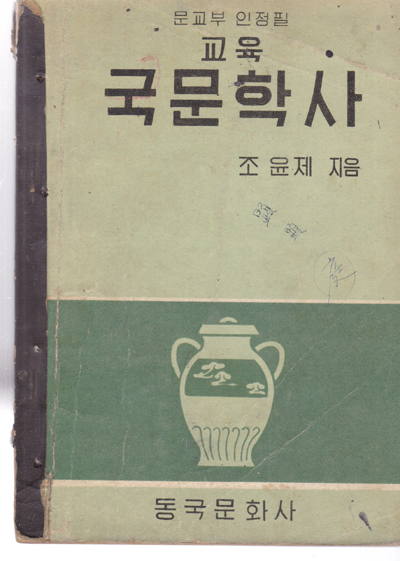 문교부 인정필
교육
국문학사
조 윤제 지음
동국문화사